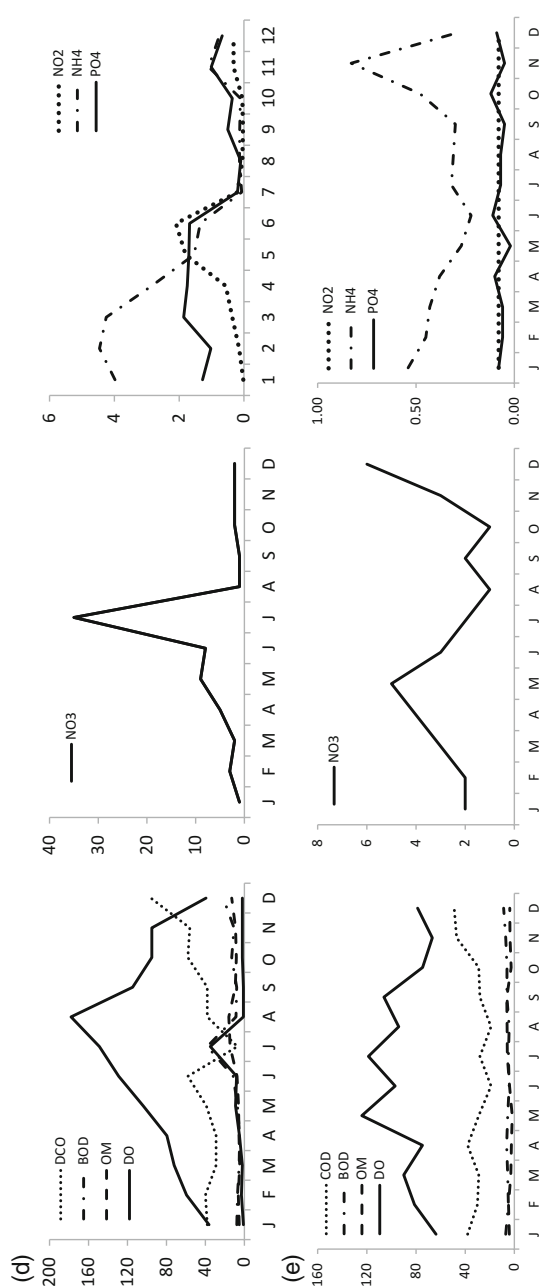 (d)
200
160
120
80
40
0
DCO
BOD
OM
DO
J F M A M J J A S O N D
40
30
20
10
0
NO3
J F M A M J J A S O N D
6
4
2
0
NO2
NH4
PO4
1 2 3 4 5 6 7 8 9 10 11 12
(e)
160
120
80
40
0
COD
BOD
OM
DO
J F M A M J J A S O N D
8
6
4
2
0
NO3
J F M A M J J A S O N D
1.00
0.50
0.00
NO2
NH4
PO4
J F M A M J J A S O N D